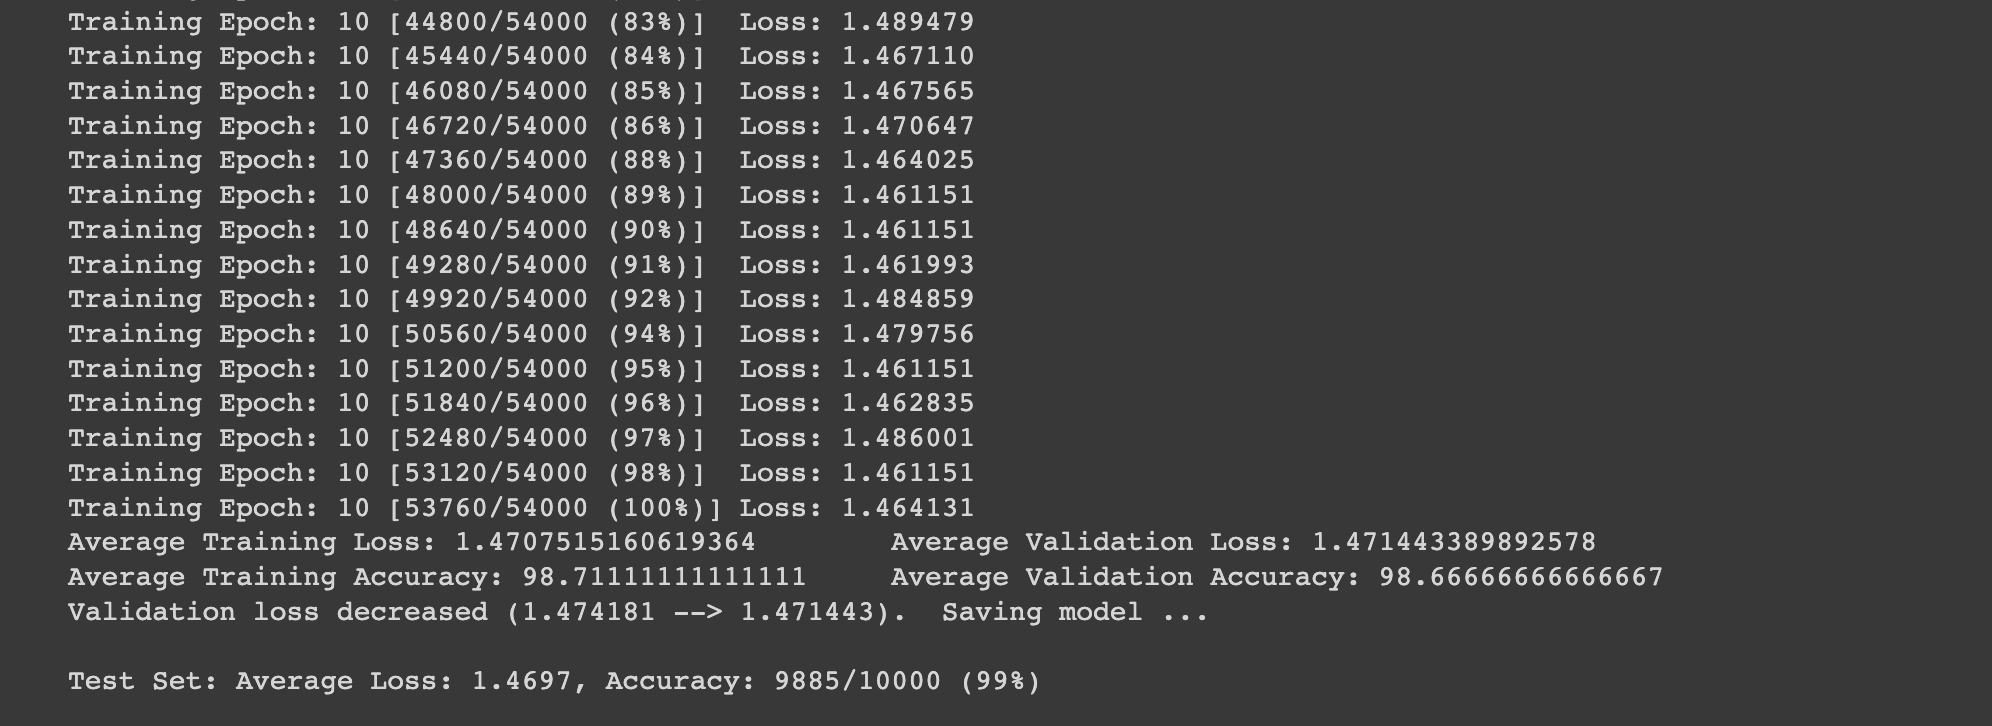 Training Epoch: 10 [44800/54000 (83%)] Loss: 1.489479
Training Epoch: 10 [45440/54000 (84%)] Loss: 1.467110
Training Epoch: 10 [46080/54000 (85%)] Loss: 1.467565
Training Epoch: 10 [46720/54000 (86%)] Loss: 1.470647
Training Epoch: 10 [47360/54000 (88%)] Loss: 1.464025
Training Epoch: 10 [48000/54000 (89%)] Loss: 1.461151
Training Epoch: 10 [48640/54000 (90%)] Loss: 1.461151
Training Epoch: 10 [49280/54000 (91%)] Loss: 1.461993
Training Epoch: 10 [49920/54000 (92%)] Loss: 1.484859
Training Epoch: 10 [50560/54000 (94%)] Loss: 1.479756
Training Epoch: 10 [51200/54000 (95%)] Loss: 1.461151
Training Epoch: 10 [51840/54000 (96%)] Loss: 1.462835
Training Epoch: 10 [52480/54000 (97%)] Loss: 1.486001
Training Epoch: 10 [53120/54000 (98%)] Loss: 1.461151
Training Epoch: 10 [53760/54000 (100%)] Loss: 1.464131
Average Training Loss: 1.4707515160619364 Average Validation Loss: 1.471443389892578
Average Training Accuracy: 98.71111111111111 Average Validation Accuracy: 98.66666666666667
Validation loss decreased (1.474181 --> 1.471443). Saving model ...
Test Set: Average Loss: 1.4697, Accuracy: 9885/10000 (99%)